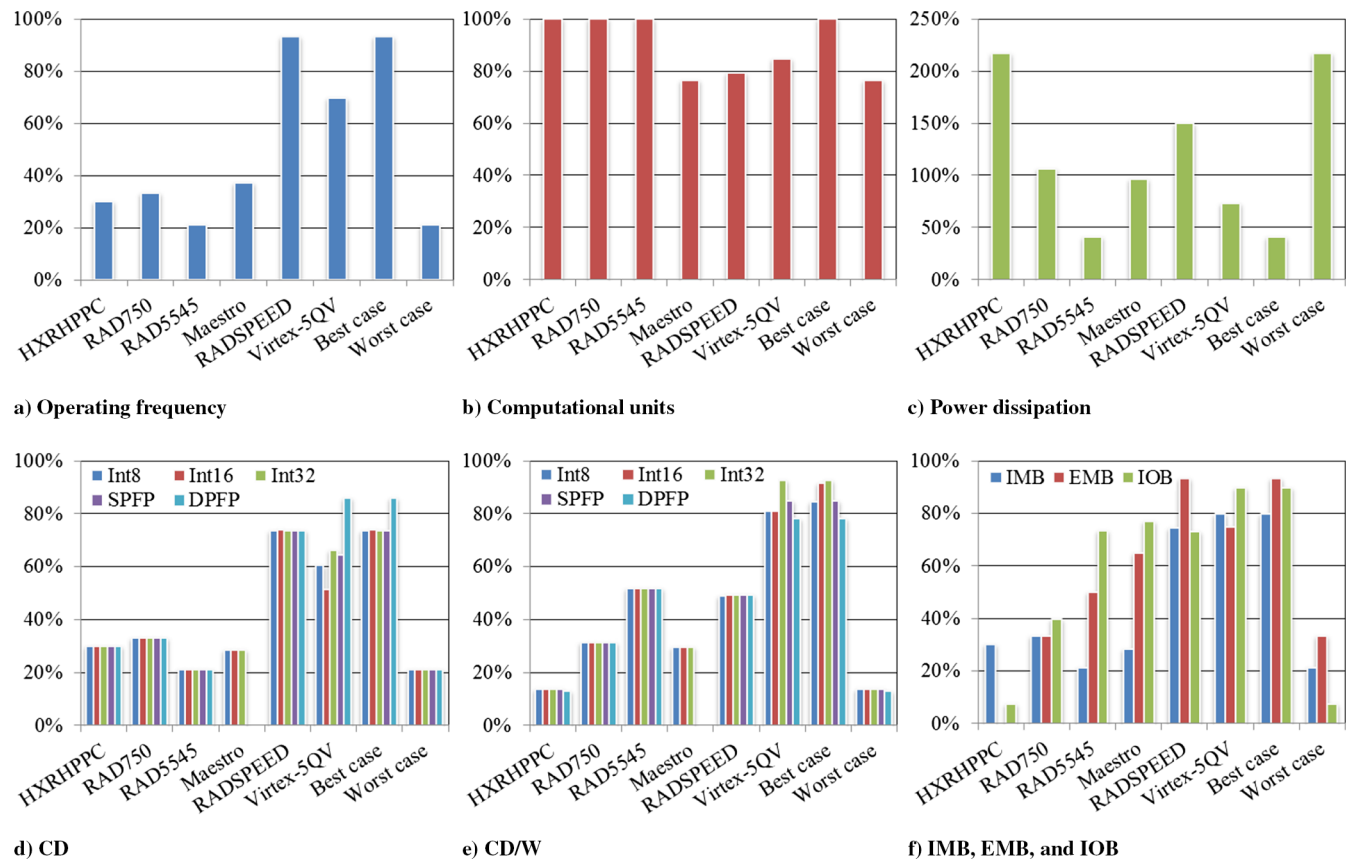 100%
80%
60%
40%
20%
0%
HXRHPPC
RAD750
RAD5545
Maestro
RADSPEED
Virtex-5QV
Best case
Worst case
a) Operating frequency
100%
80%
60%
40%
20%
0%
HXRHPPC
RAD750
RAD5545
Maestro
RADSPEED
Virtex-5QV
Best case
Worst case
b) Computational units
250%
200%
150%
100%
50%
0%
HXRHPPC
RAD750
RAD5545
Maestro
RADSPEED
Virtex-5QV
Best case
Worst case
c) Power dissipation
100%
80%
60%
40%
20%
0%
Int8 Int16 Int32
SPFP DPFP
HXRHPPC
RAD750
RAD5545
Maestro
RADSPEED
Virtex-5QV
Best case
Worst case
d) CD
100%
80%
60%
40%
20%
0%
Int8 Int16 Int32
SPFP DPFP
HXRHPPC
RAD750
RAD5545
Maestro
RADSPEED
Virtex-5QV
Best case
Worst case
e) CD/W
100%
80%
60%
40%
20%
0%
IMB EMB IOB
HXRHPPC
RAD750
RAD5545
Maestro
RADSPEED
Virtex-5QV
Best case
Worst case
f) IMB, EMB, and IOB